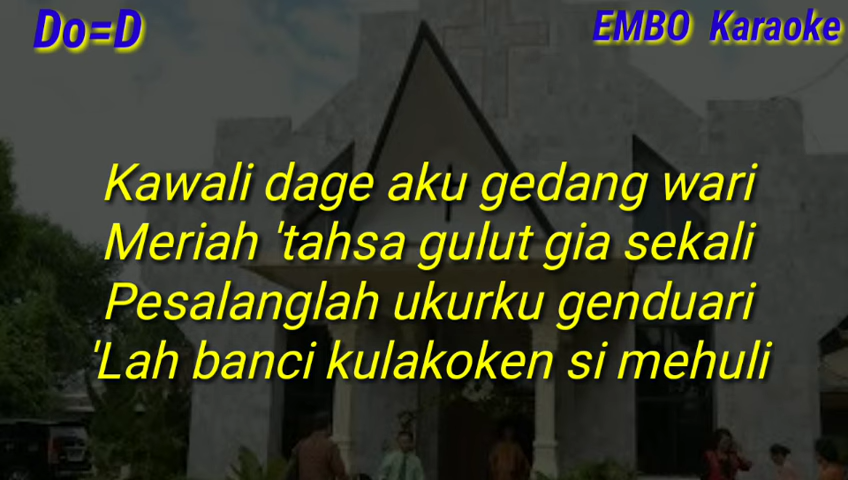 Do=D
EMBO Karaoke
Kawali dage aku gedang wari
Meriah 'tahsa gulut gia sekali
Pesalanglah ukurku genduari
'Lah banci kulakoken si mehuli